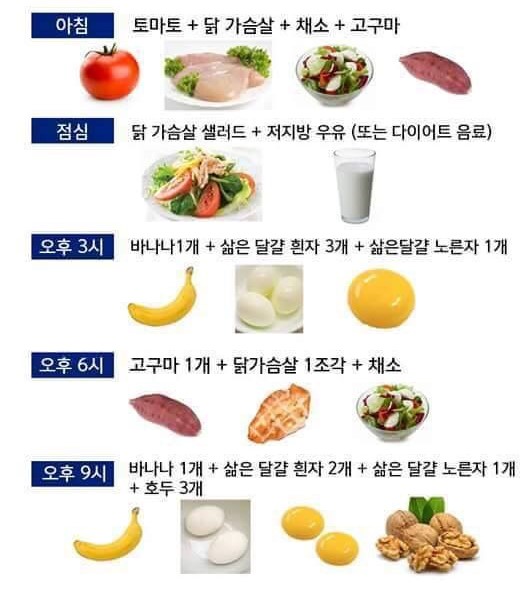 아침
토마토 + 닭 가슴살 + 채소 + 고구마
점심
닭 가슴살 샐러드 + 저지방 우유 (또는 다이어트 음료)
오후 3시
바나나1개 + 삶은 달걀 흰자 3개 + 삶은달걀 노른자 1개
오후 6시
고구마 1개 + 닭가슴살 1조각 + 채소
오후 9시
바나나 1개 + 삶은 달걀 흰자 2개 + 삶은 달걀 노른자 1개
+ 호두 3개